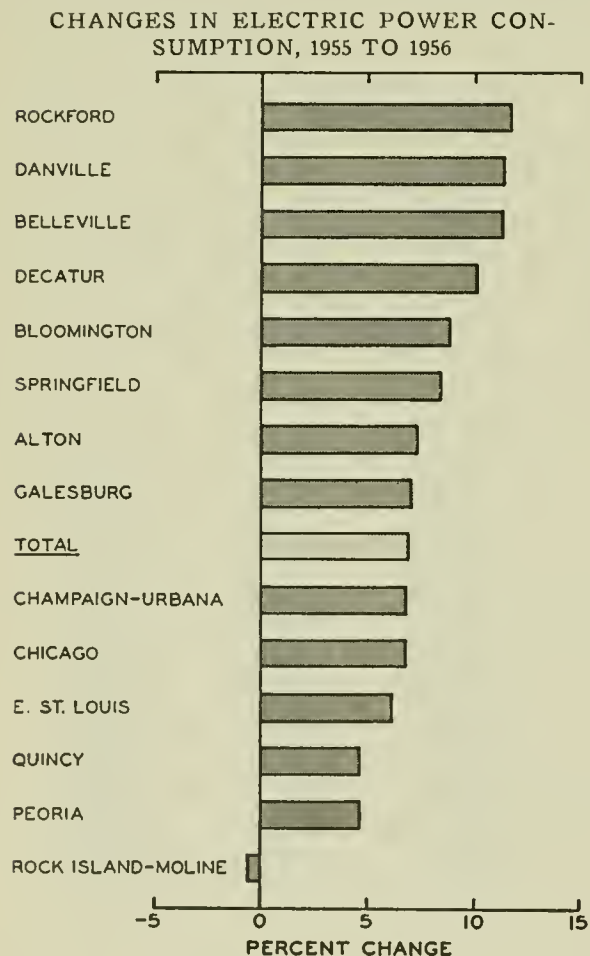 CHANGES IN ELECTRIC POWER CON-
SUMPTION, 1955 TO 1956
ROCKFORD
DANVILLE
BELLEVILLE
DECATUR
BLOOMINGTON
SPRINGFIELD
ALTON
GALESBURG
TOTAL
CHAMPAIGN-URBANA
CHICAGO
E. ST. LOUIS
QUINCY
PEORIA
ROCK ISLAND-MOLINE
-5 0 5 10 15
PERCENT CHANGE